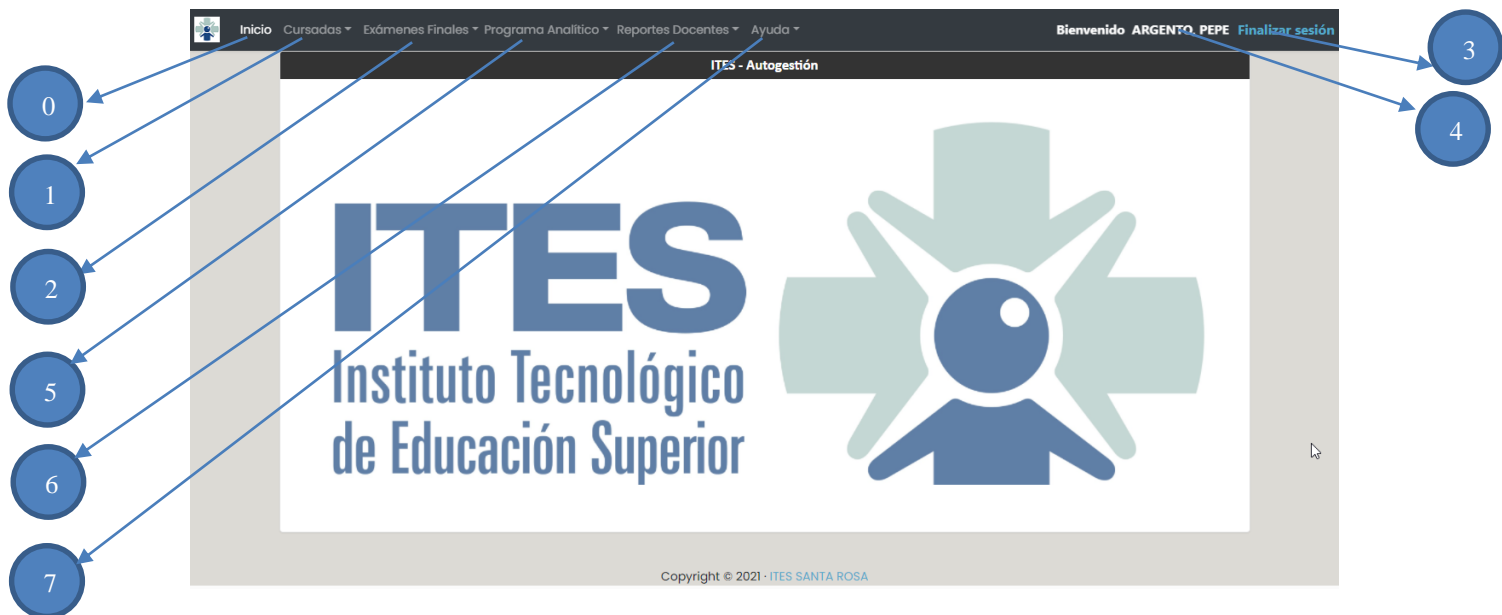 Inicio Cursadas Exámenes Finales Programa Analítico Reportes Docentes Ayuda Bienvenido ARGENTO, PEPE Finalizar sesión
ITES - Autogestión
3
0
4
1
ITES
2
Instituto Tecnológico
5
de Educación Superior
6
7
Copyright © 2021 · ITES SANTA ROSA